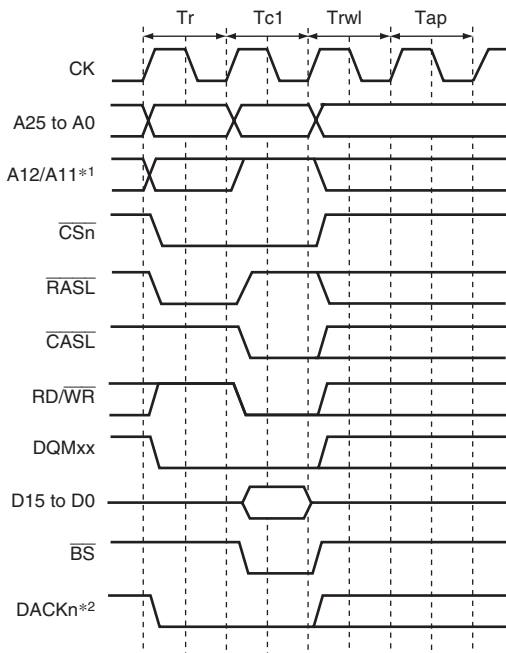 Tr Tc1 Trwl Tap
CK
A25 to A0
A12/A11*1
CSn
RASL
CASL
RD/WR
DQMxx
D15 to D0
BS
DACKn*2